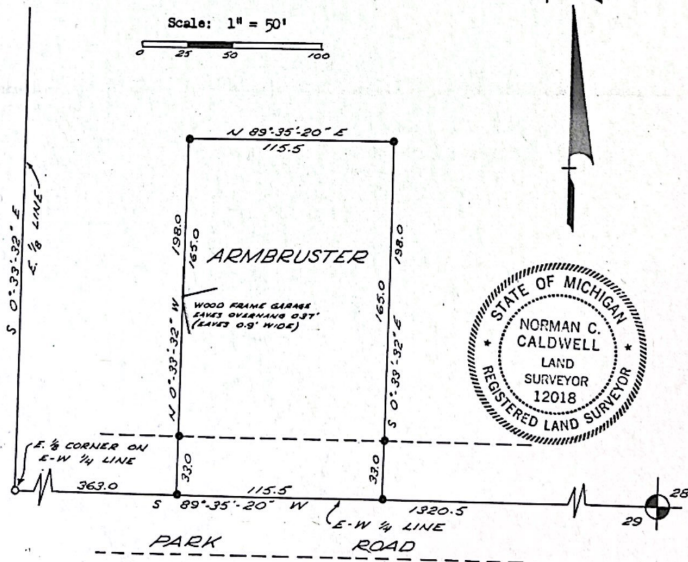 Scale: 1" = 50'
0 25 50 100
N 89°-35'-20" E
115.5
S 0°-33'-32" E
E ⅛ LINE
198.0
165.0
N 0°-33'-32" W
ARMBRUSTER
198.0
165.0
S 0°-33'-32" E
WOOD FRAME GARAGE
EAVES OVERHANG 0.37'
(EAVES 0.9' WIDE)
STATE OF MICHIGAN
NORMAN C.
CALDWELL
LAND
SURVEYOR
12018
REGISTERED LAND SURVEYOR
E. ⅛ CORNER ON
E-W ¼ LINE
33.0
33.0
363.0
115.5
1320.5
S 89°-35'-20" W
E-W ¼ LINE
28
29
PARK ROAD